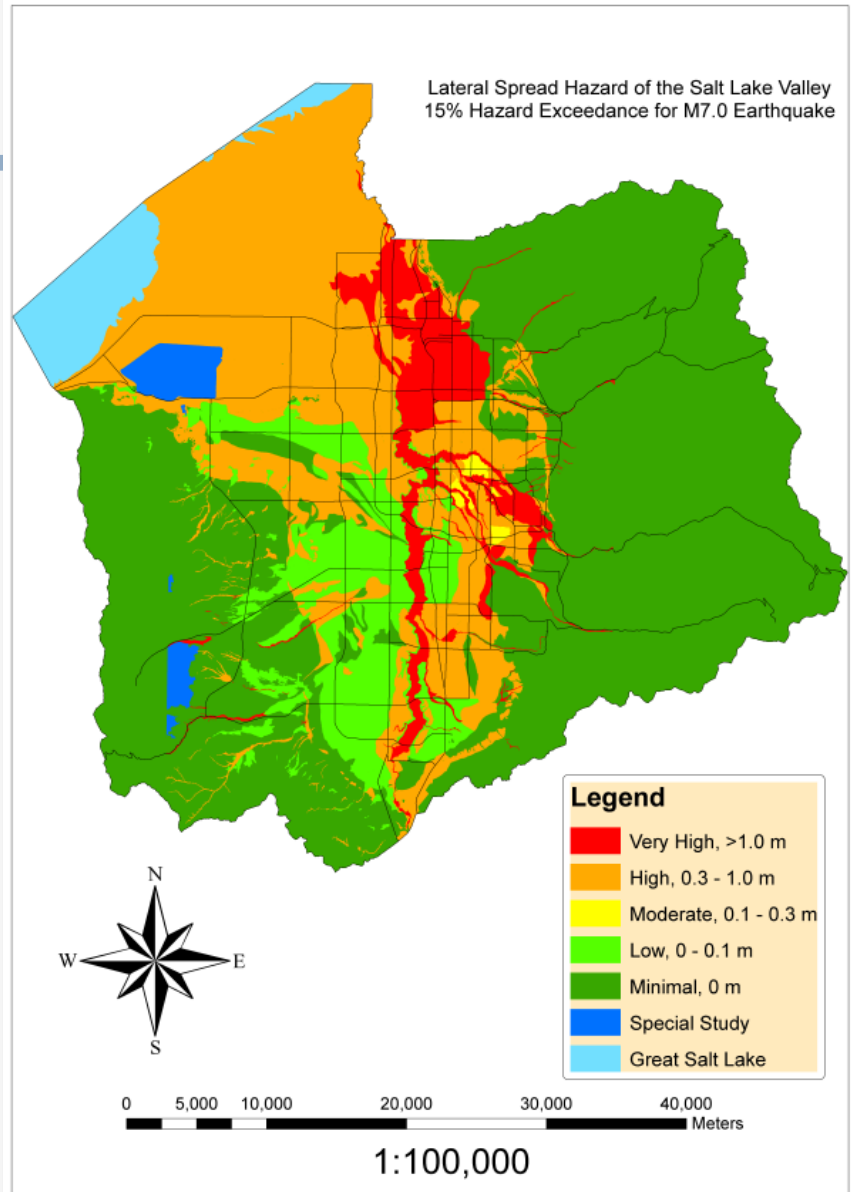 Lateral Spread Hazard of the Salt Lake Valley
15% Hazard Exceedance for M7.0 Earthquake
Legend
Very High, >1.0 m
High, 0.3 - 1.0 m
Moderate, 0.1 - 0.3 m
Low, 0 - 0.1 m
Minimal, 0 m
Special Study
Great Salt Lake
N
W E
S
0 5,000 10,000 20,000 30,000 40,000
Meters
1:100,000